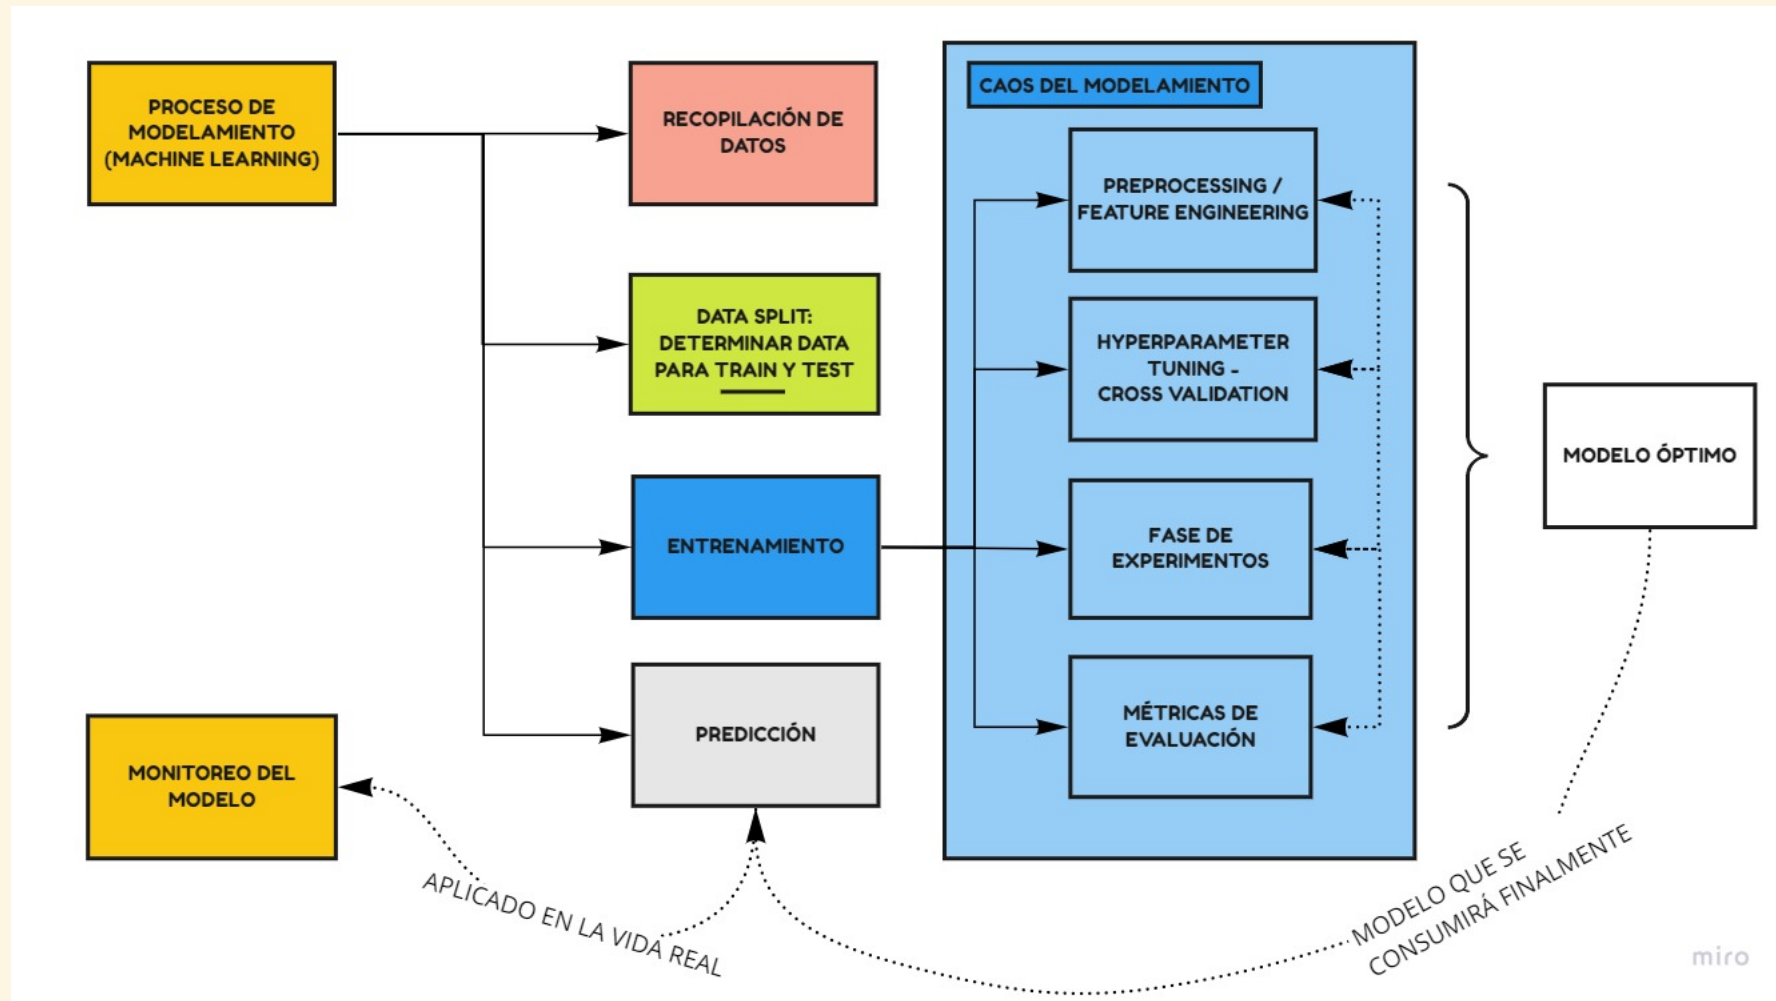 PROCESO DE
MODELAMIENTO
(MACHINE LEARNING)
RECOPILACIÓN DE
DATOS
DATA SPLIT:
DETERMINAR DATA
PARA TRAIN Y TEST
ENTRENAMIENTO
PREDICCIÓN
MONITOREO DEL
MODELO
CAOS DEL MODELAMIENTO
PREPROCESSING /
FEATURE ENGINEERING
HYPERPARAMETER
TUNING -
CROSS VALIDATION
FASE DE
EXPERIMENTOS
MÉTRICAS DE
EVALUACIÓN
MODELO ÓPTIMO
APLICADO EN LA VIDA REAL
MODELO QUE SE
CONSUMIRÁ FINALMENTE
miro